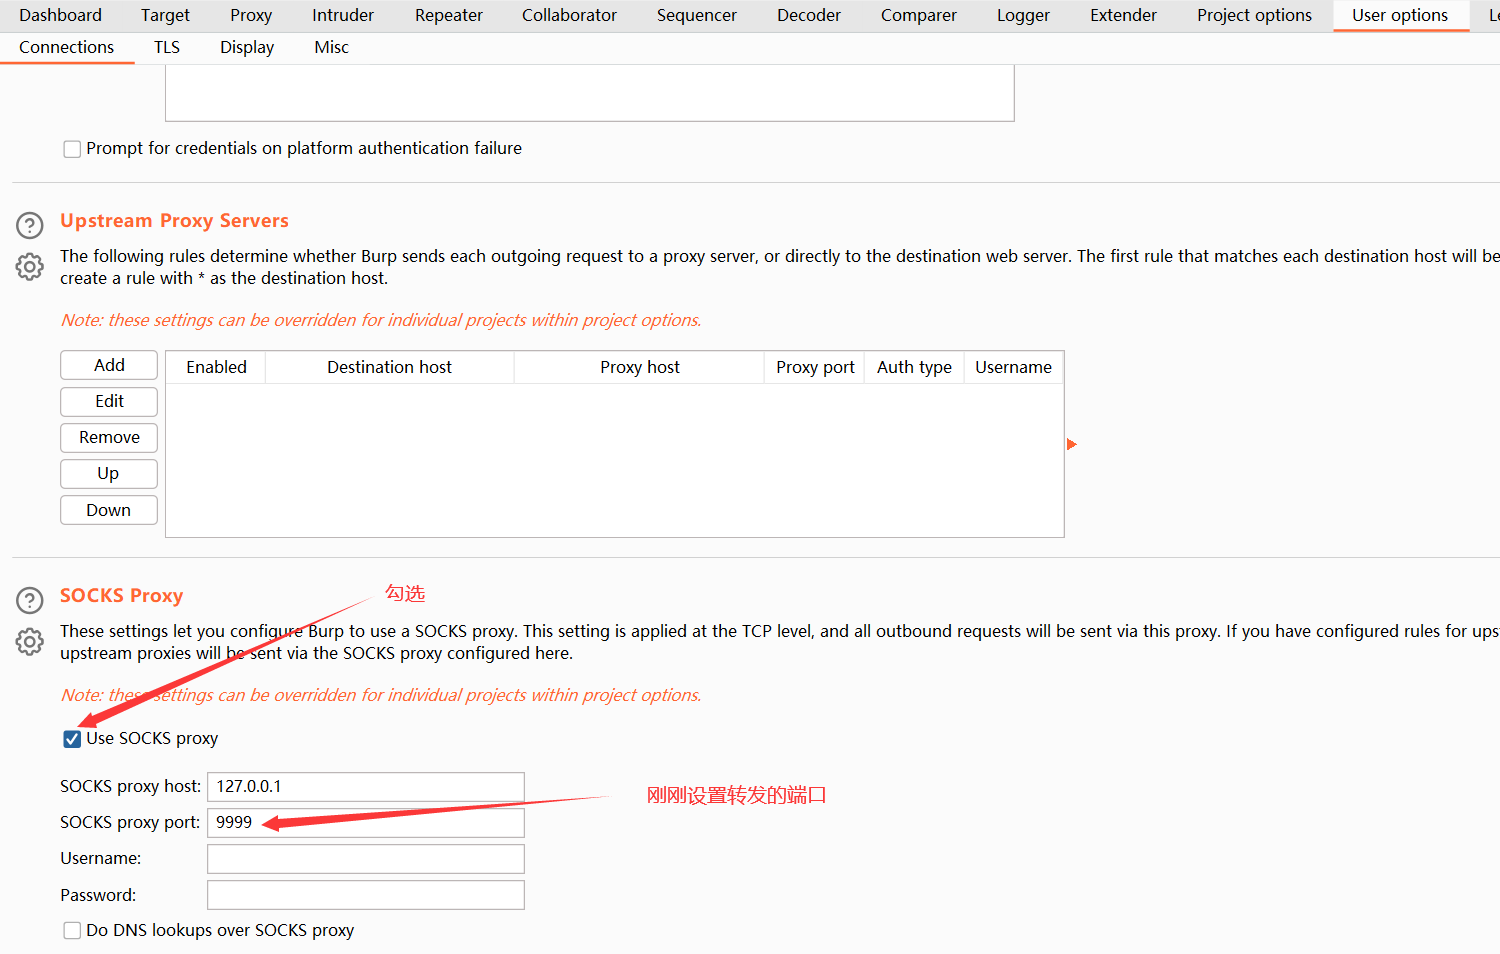 Dashboard Target Proxy Intruder Repeater Collaborator Sequencer Decoder Comparer Logger Extender Project options User options Le
Connections TLS Display Misc
Prompt for credentials on platform authentication failure
Upstream Proxy Servers
The following rules determine whether Burp sends each outgoing request to a proxy server, or directly to the destination web server. The first rule that matches each destination host will be
create a rule with * as the destination host.
Note: these settings can be overridden for individual projects within project options.
Add
Edit
Remove
Up
Down
Enabled Destination host Proxy host Proxy port Auth type Username
SOCKS Proxy
勾选
These settings let you configure Burp to use a SOCKS proxy. This setting is applied at the TCP level, and all outbound requests will be sent via this proxy. If you have configured rules for ups
upstream proxies will be sent via the SOCKS proxy configured here.
Note: these settings can be overridden for individual projects within project options.
Use SOCKS proxy
SOCKS proxy host: 127.0.0.1
刚刚设置转发的端口
SOCKS proxy port: 9999
Username:
Password:
Do DNS lookups over SOCKS proxy